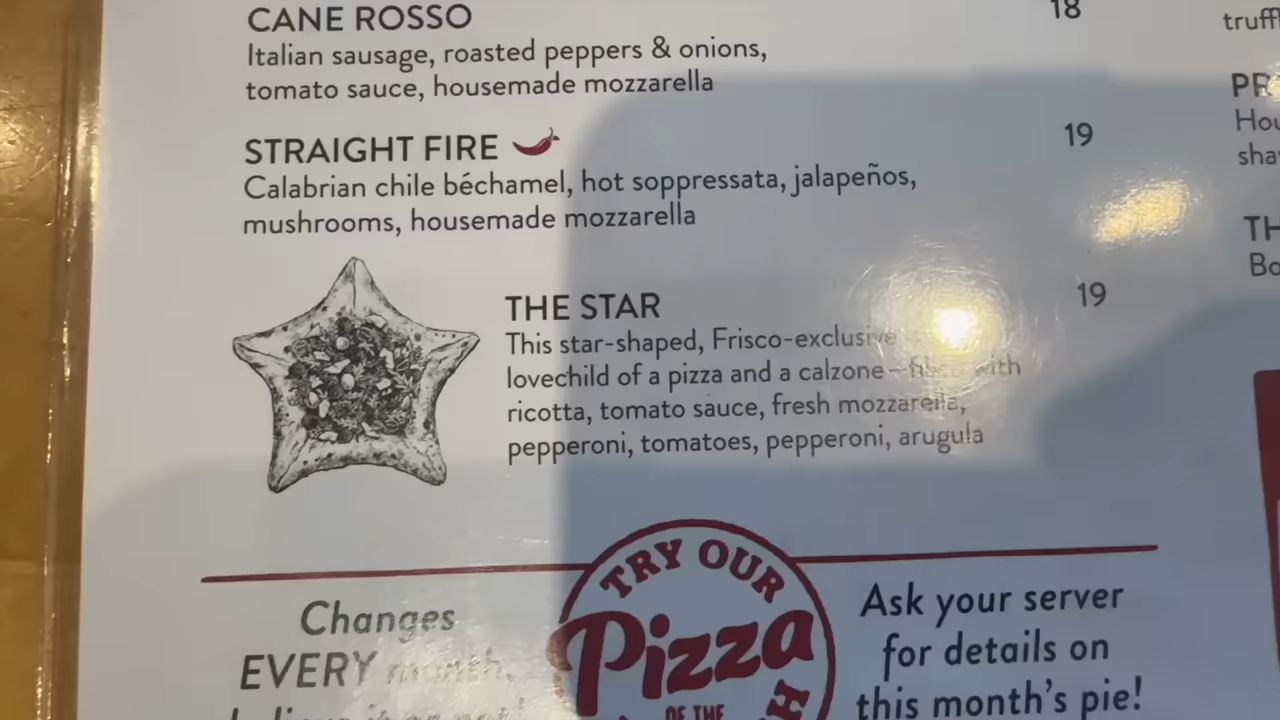 CANE ROSSO
18
Italian sausage, roasted peppers & onions,
tomato sauce, housemade mozzarella
STRAIGHT FIRE
19
Calabrian chile béchamel, hot soppressata, jalapeños,
mushrooms, housemade mozzarella
THE STAR
19
This star-shaped, Frisco-exclusive
lovechild of a pizza and a calzone—filled with
ricotta, tomato sauce, fresh mozzarella,
pepperoni, tomatoes, pepperoni, arugula
Changes
EVERY month,
TRY OUR
Pizza
OF THE
Ask your server
for details on
this month's pie!